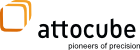 attocube
pioneers of precision